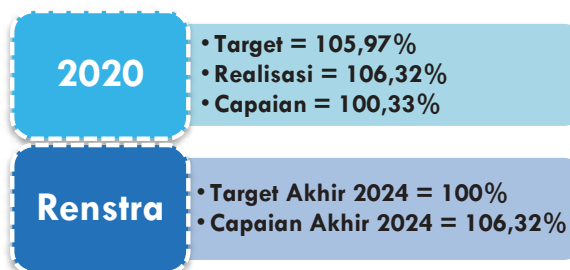 2020
• Target = 105,97%
• Realisasi = 106,32%
• Capaian = 100,33%
Renstra
• Target Akhir 2024 = 100%
• Capaian Akhir 2024 = 106,32%